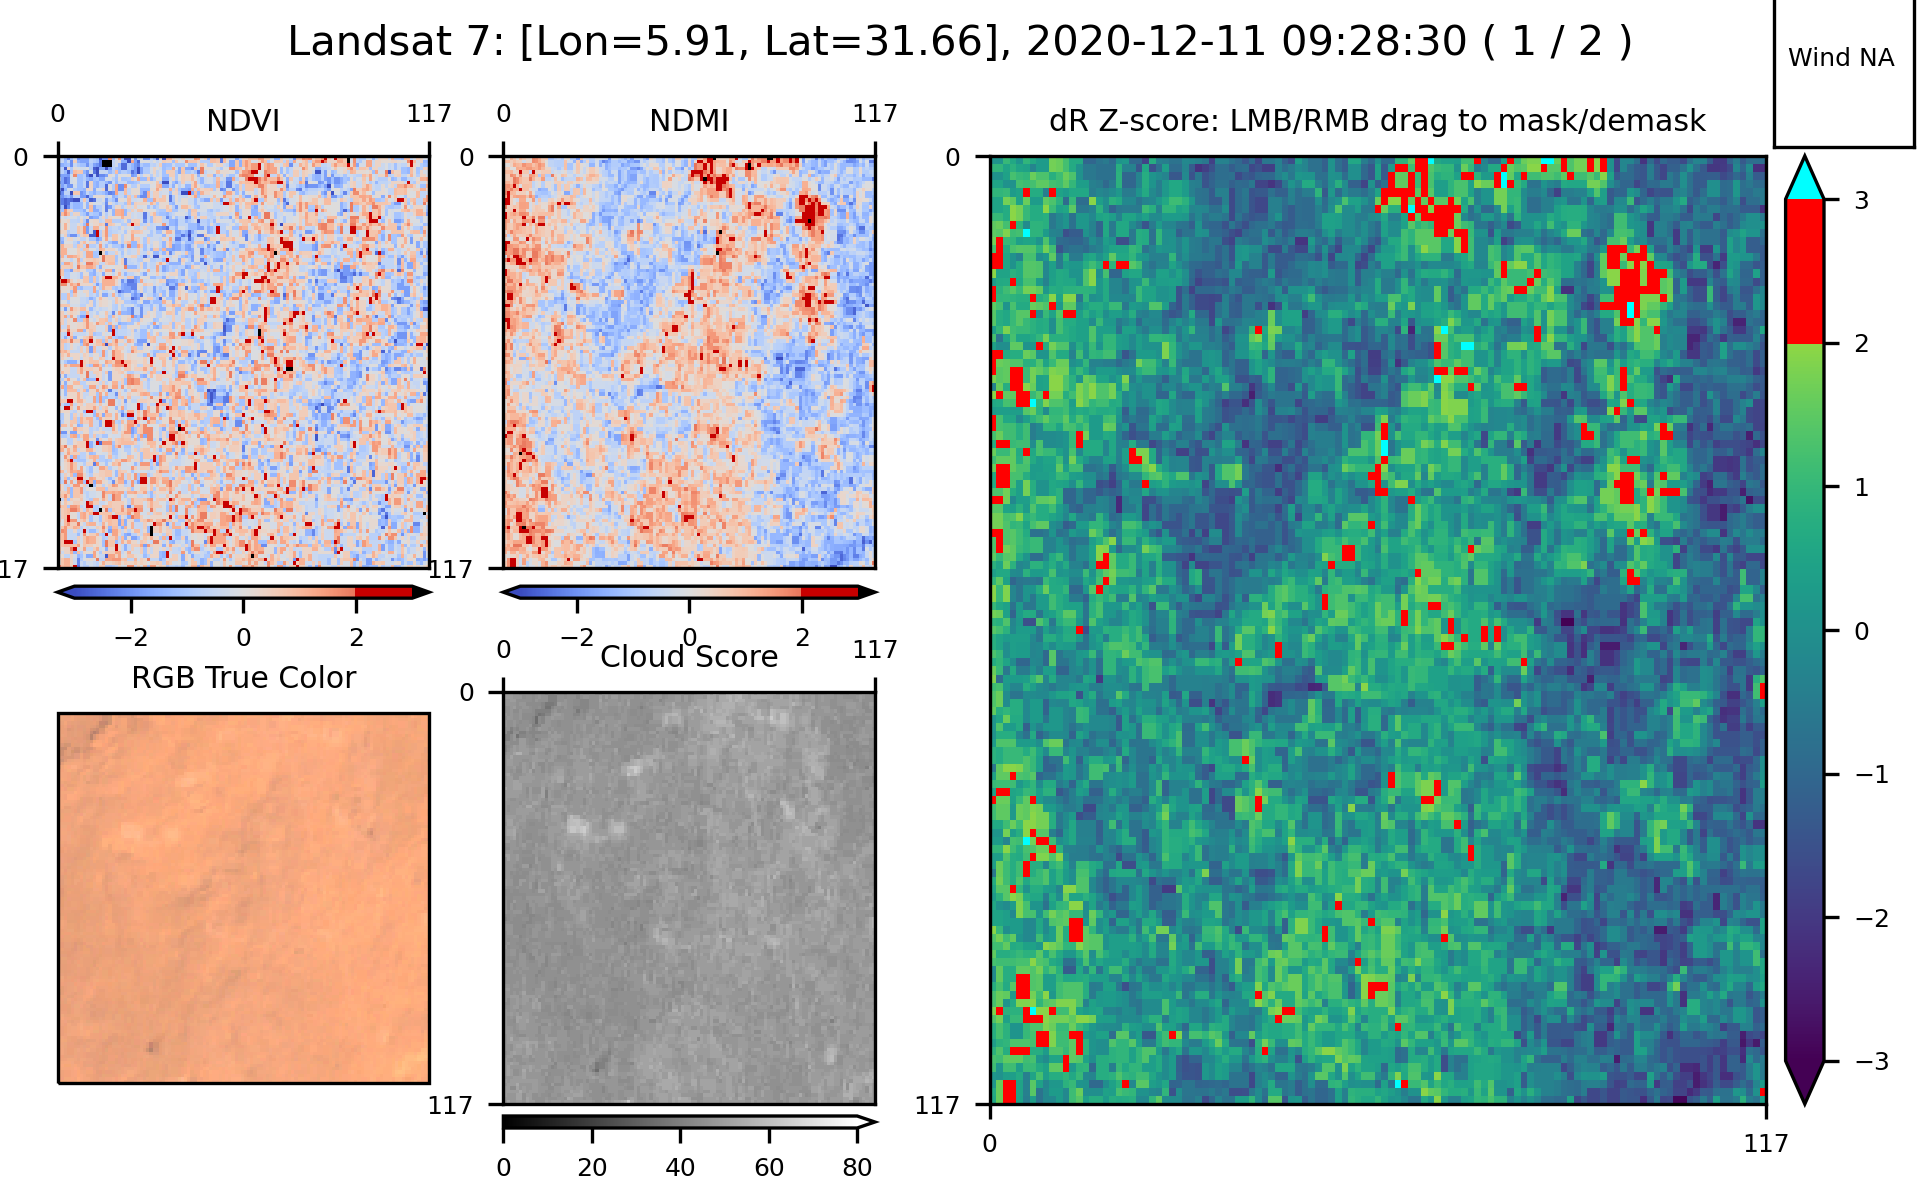 Landsat 7: [Lon=5.91, Lat=31.66], 2020-12-11 09:28:30 ( 1 / 2 )
Wind NA
0 117
NDVI
0
17
−2 0 2
0 117
NDMI
0
117
−2 0 2
dR Z-score: LMB/RMB drag to mask/demask
0
117
0 117
3
2
1
0
−1
−2
−3
RGB True Color
0 117
Cloud Score
0
117
0 20 40 60 80